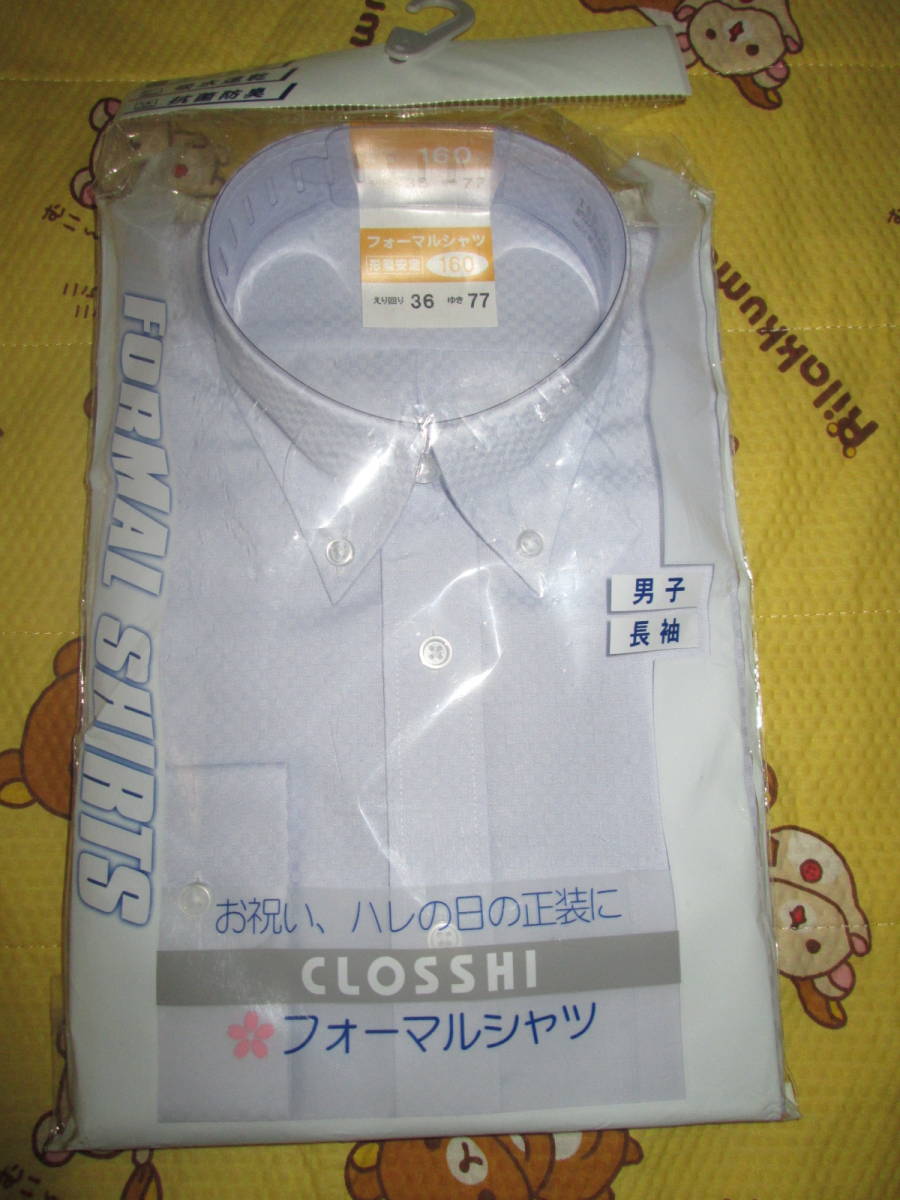 抗菌防臭
160
36 77
フォーマルシャツ
形態安定 160
えり回り 36 ゆき 77
FORMAL SHIRTS
男子
長袖
お祝い、ハレの日の正装に
CLOSSHI
フォーマルシャツ
Rilakkuma